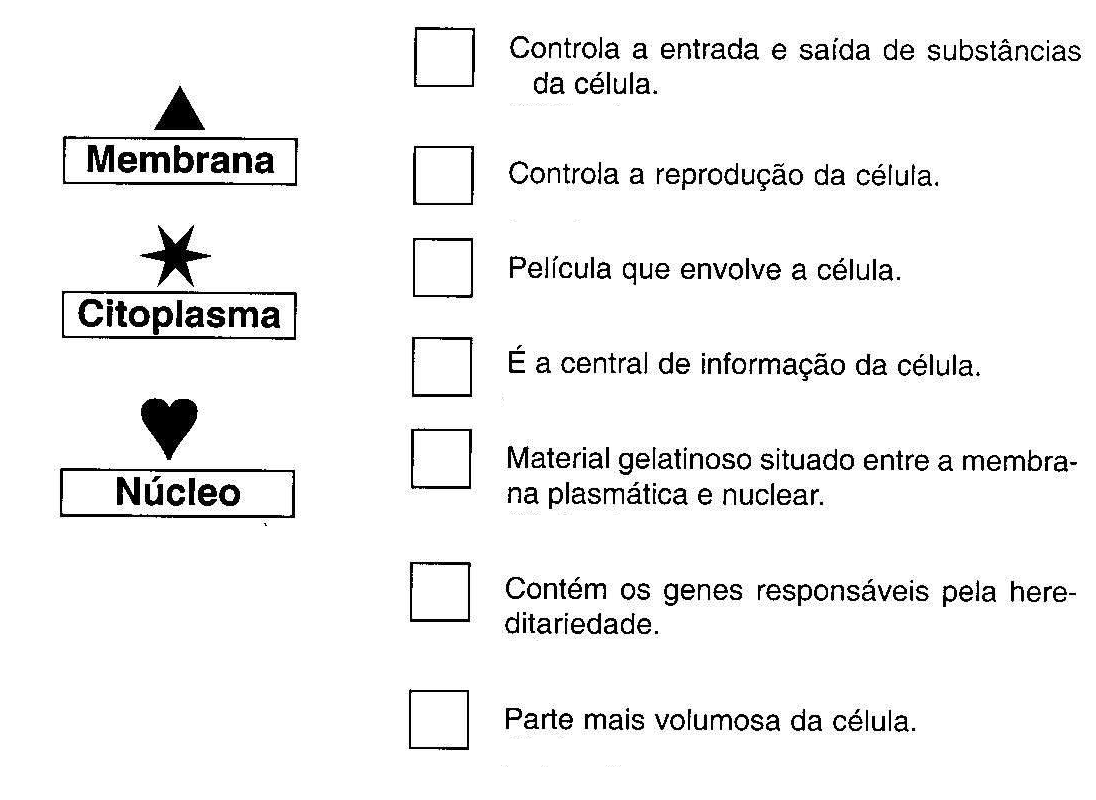 Membrana
Citoplasma
Núcleo
Controla a entrada e saída de substâncias
da célula.
Controla a reprodução da célula.
Película que envolve a célula.
É a central de informação da célula.
Material gelatinoso situado entre a membra-
na plasmática e nuclear.
Contém os genes responsáveis pela here-
ditariedade.
Parte mais volumosa da célula.